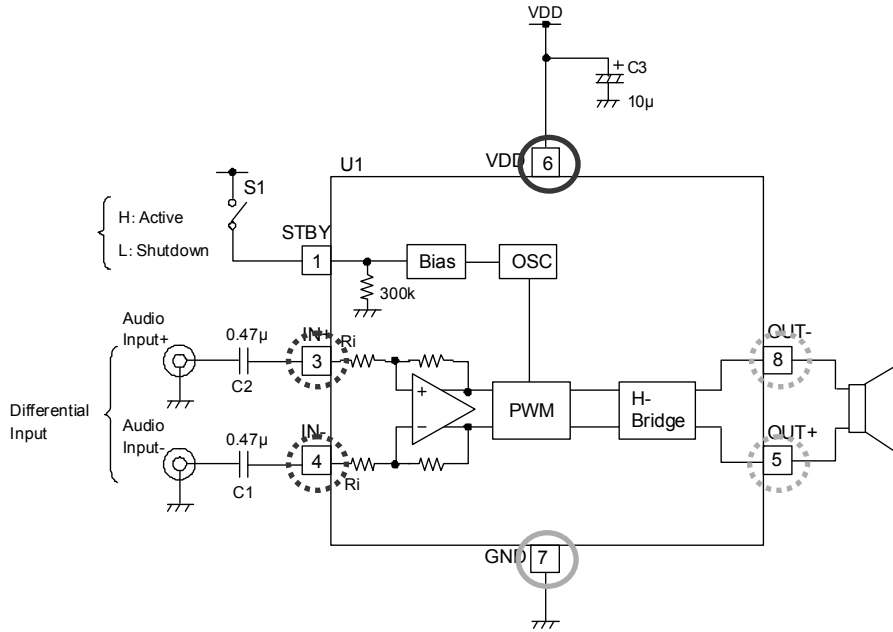 VDD
+ C3
10μ
VDD
6
U1
S1
H: Active
L: Shutdown
STBY
1
Bias
OSC
300k
Audio
Input+
0.47μ
C2
IN+
3
Ri
+
OUT-
8
Differential
Input
PWM
H-
Bridge
Audio
Input-
0.47μ
C1
IN-
4
Ri
−
OUT+
5
GND
7